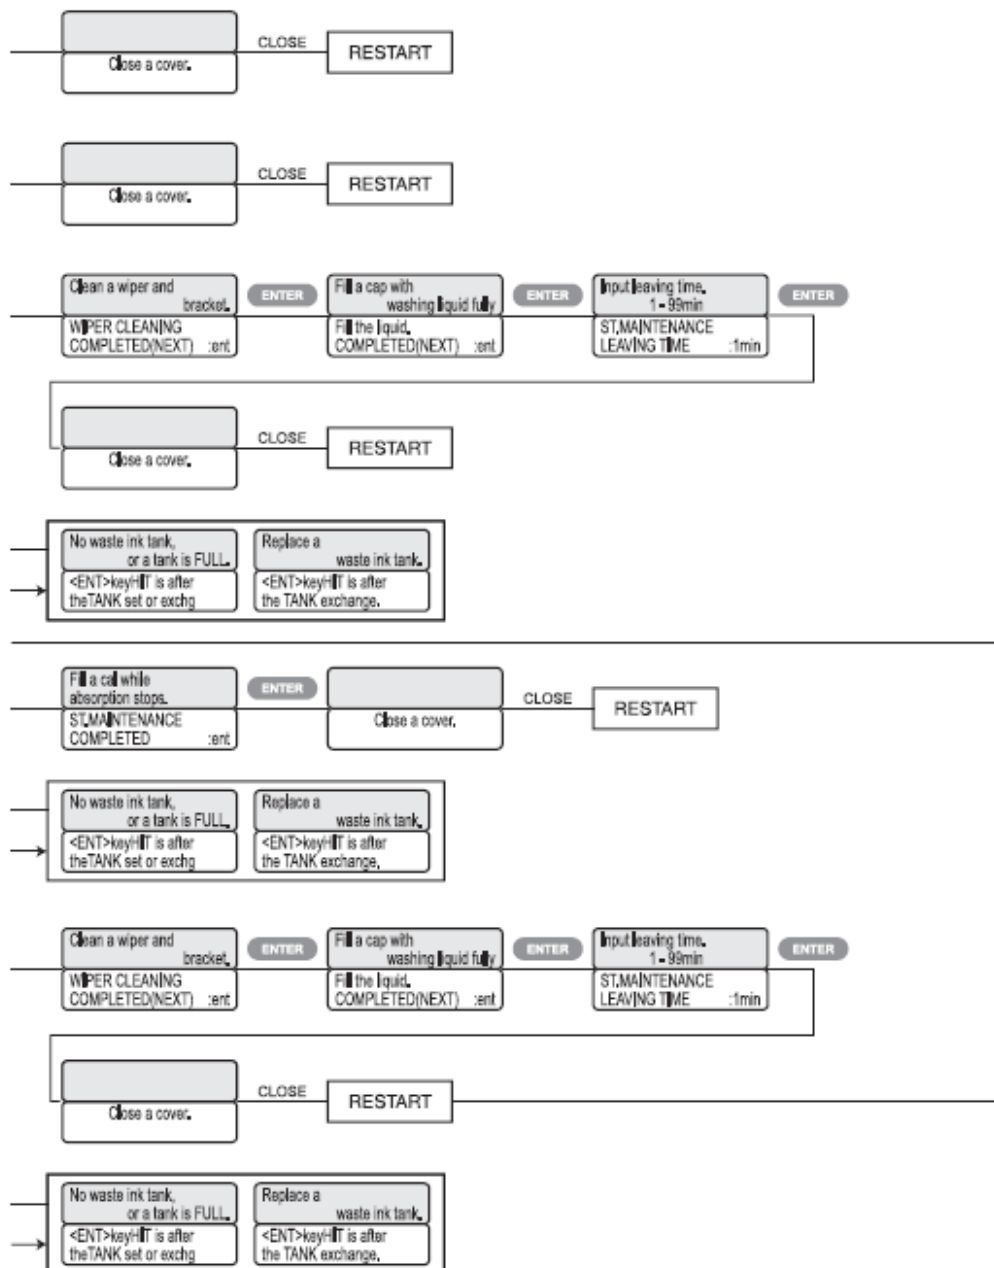 CLOSE
RESTART
Close a cover.
CLOSE
RESTART
Close a cover.
Clean a wiper and
bracket.
WIPER CLEANING
COMPLETED(NEXT) :ent
ENTER
Fill a cap with
washing liquid fully
Fill the liquid.
COMPLETED(NEXT) :ent
ENTER
Input leaving time.
1 - 99min
ST.MAINTENANCE
LEAVING TIME :1min
ENTER
Close a cover.
CLOSE
RESTART
No waste ink tank,
or a tank is FULL.
<ENT>keyHIT is after
theTANK set or exchg
Replace a
waste ink tank.
<ENT>keyHIT is after
the TANK exchange.
Fill a cal while
absorption stops.
ST.MAINTENANCE
COMPLETED :ent
ENTER
Close a cover.
CLOSE
RESTART
No waste ink tank,
or a tank is FULL.
<ENT>keyHIT is after
theTANK set or exchg
Replace a
waste ink tank.
<ENT>keyHIT is after
the TANK exchange.
Clean a wiper and
bracket.
WIPER CLEANING
COMPLETED(NEXT) :ent
ENTER
Fill a cap with
washing liquid fully
Fill the liquid.
COMPLETED(NEXT) :ent
ENTER
Input leaving time.
1 - 99min
ST.MAINTENANCE
LEAVING TIME :1min
ENTER
Close a cover.
CLOSE
RESTART
No waste ink tank,
or a tank is FULL.
<ENT>keyHIT is after
theTANK set or exchg
Replace a
waste ink tank.
<ENT>keyHIT is after
the TANK exchange.